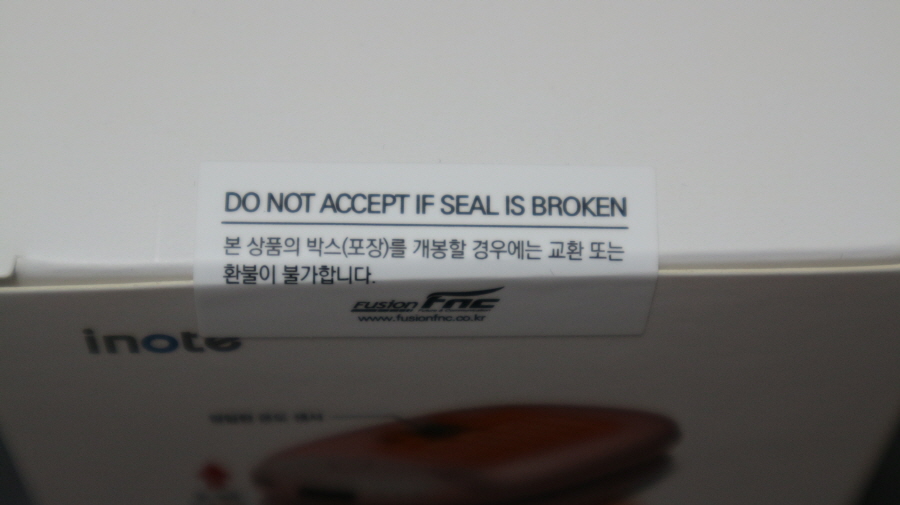 DO NOT ACCEPT IF SEAL IS BROKEN
본 상품의 박스(포장)를 개봉할 경우에는 교환 또는
환불이 불가합니다.
Fusion fnc
www.fusionfnc.co.kr
inote